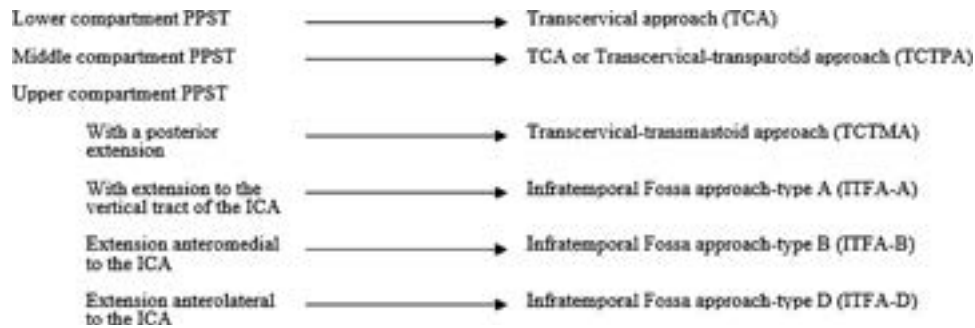 Lower compartment PPST Transcervical approach (TCA)
Middle compartment PPST TCA or Transcervical-transparotid approach (TCTPA)
Upper compartment PPST
With a posterior Transcervical-transmastoid approach (TCTMA)
extension
With extension to the Infratemporal Fossa approach-type A (ITFA-A)
vertical tract of the ICA
Extension anteromedial Infratemporal Fossa approach-type B (ITFA-B)
to the ICA
Extension anterolateral Infratemporal Fossa approach-type D (ITFA-D)
to the ICA